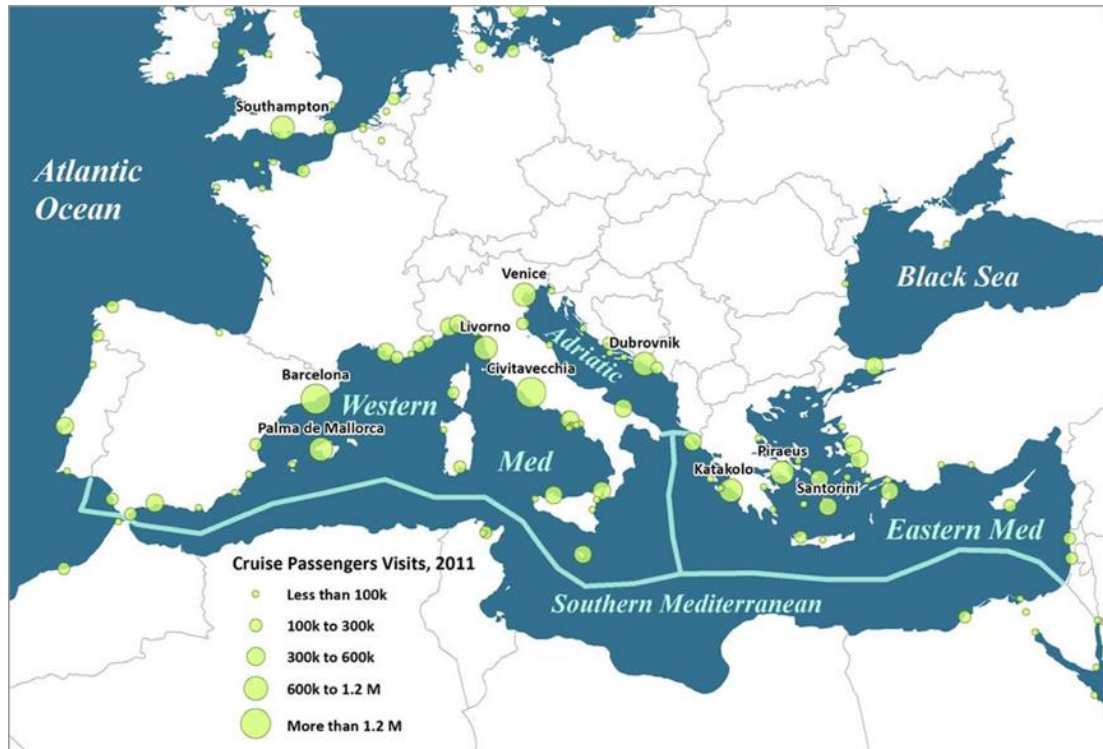 Southampton
Atlantic
Ocean
Black Sea
Venice
Livorno
Adriatic
Dubrovnik
Civitavecchia
Barcelona
Western
Palma de Mallorca
Med
Piraeus
Katakolo
Santorini
Eastern Med
Southern Mediterranean
Cruise Passengers Visits, 2011
Less than 100k
100k to 300k
300k to 600k
600k to 1.2 M
More than 1.2 M